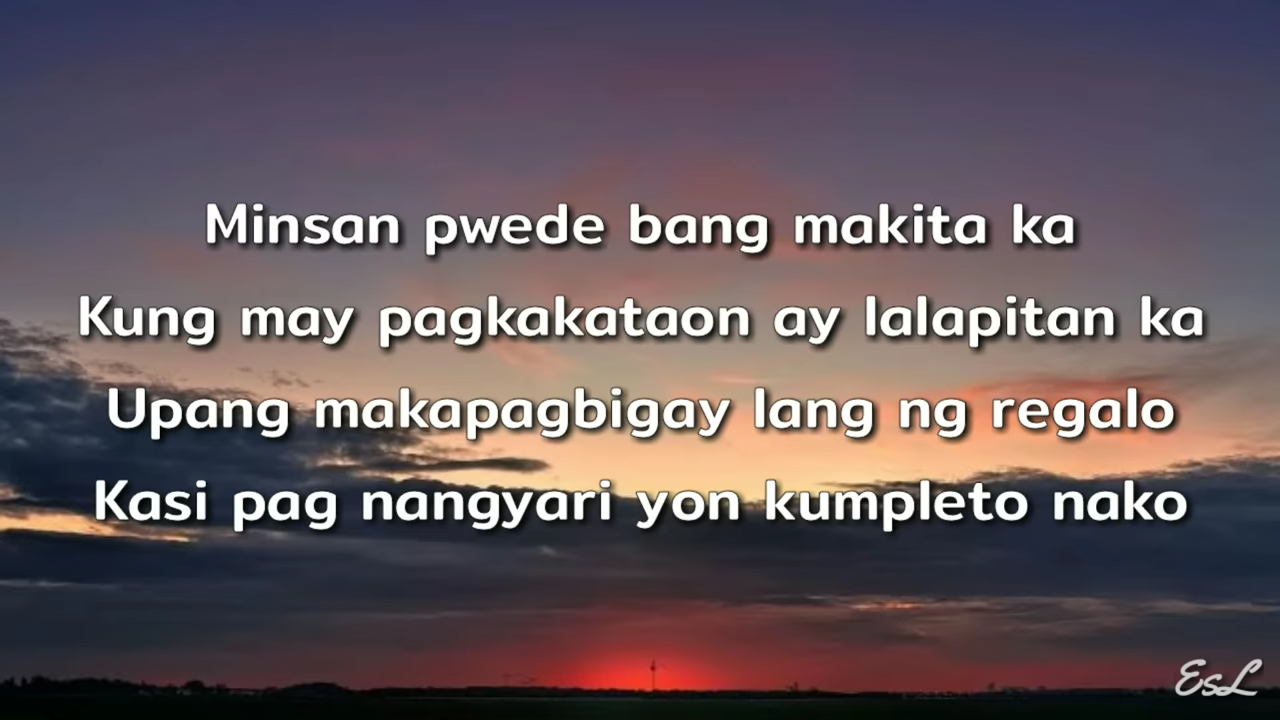 Minsan pwede bang makita ka
Kung may pagkakataon ay lalapitan ka
Upang makapagbigay lang ng regalo
Kasi pag nangyari yon kumpleto nako
EsL